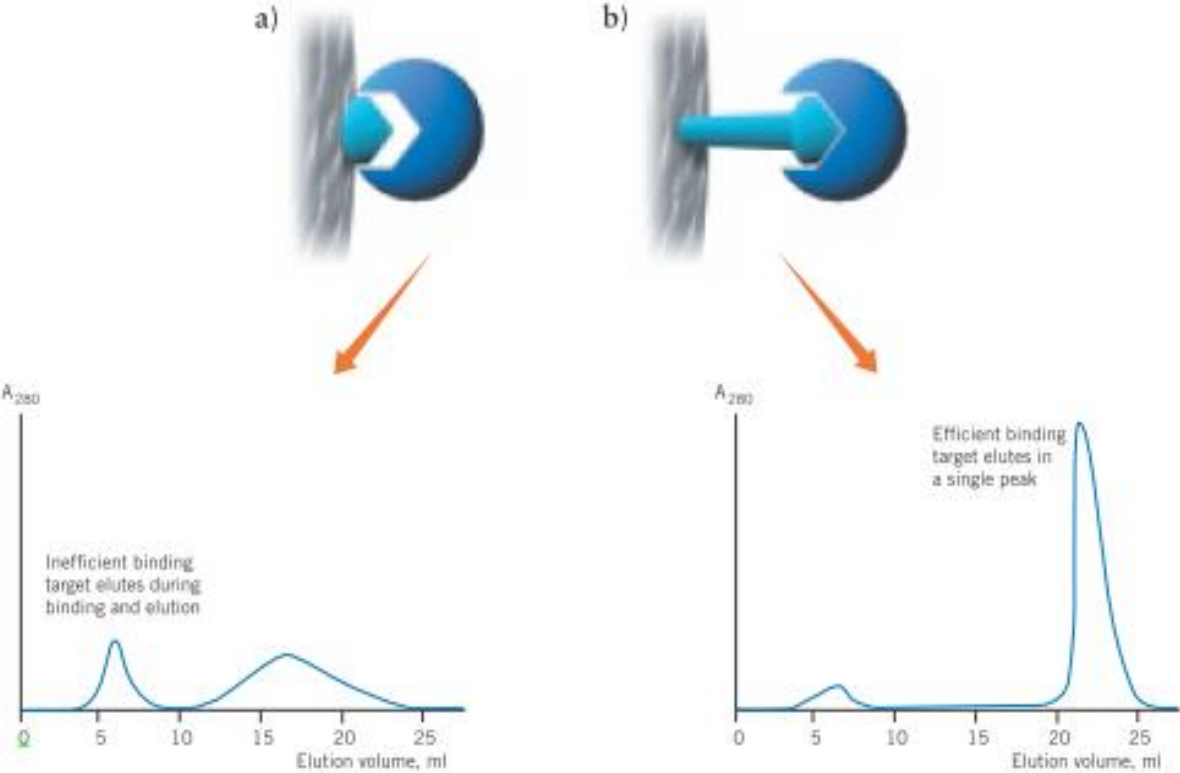 a)
b)
A280
Inefficient binding
target elutes during
binding and elution
0 5 10 15 20 25
Elution volume, ml
A280
Efficient binding
target elutes in
a single peak
0 5 10 15 20 25
Elution volume, ml